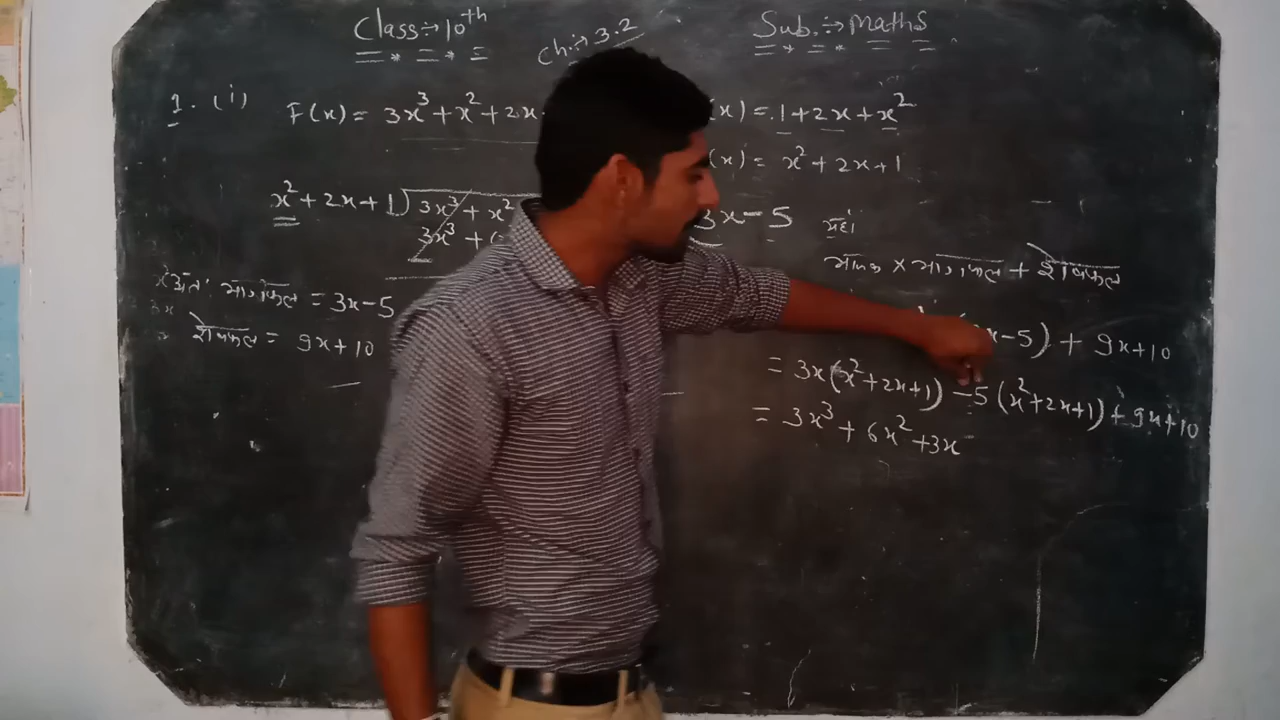 Class:-10th
Ch:-3.2
Sub.:-Maths
1. (i) F(x) = 3x³+x²+2x (x) = 1+2x+x²
(x) = x²+2x+1
x²+2x+1) 3x³+x² 3x-5 यहां
3x³+
भाजक × भागफल + शेषफल
अतः भागफल = 3x-5
x-5) + 9x+10
शेषफल = 9x+10
= 3x(x²+2x+1) -5(x²+2x+1)+9x+10
= 3x³+6x²+3x